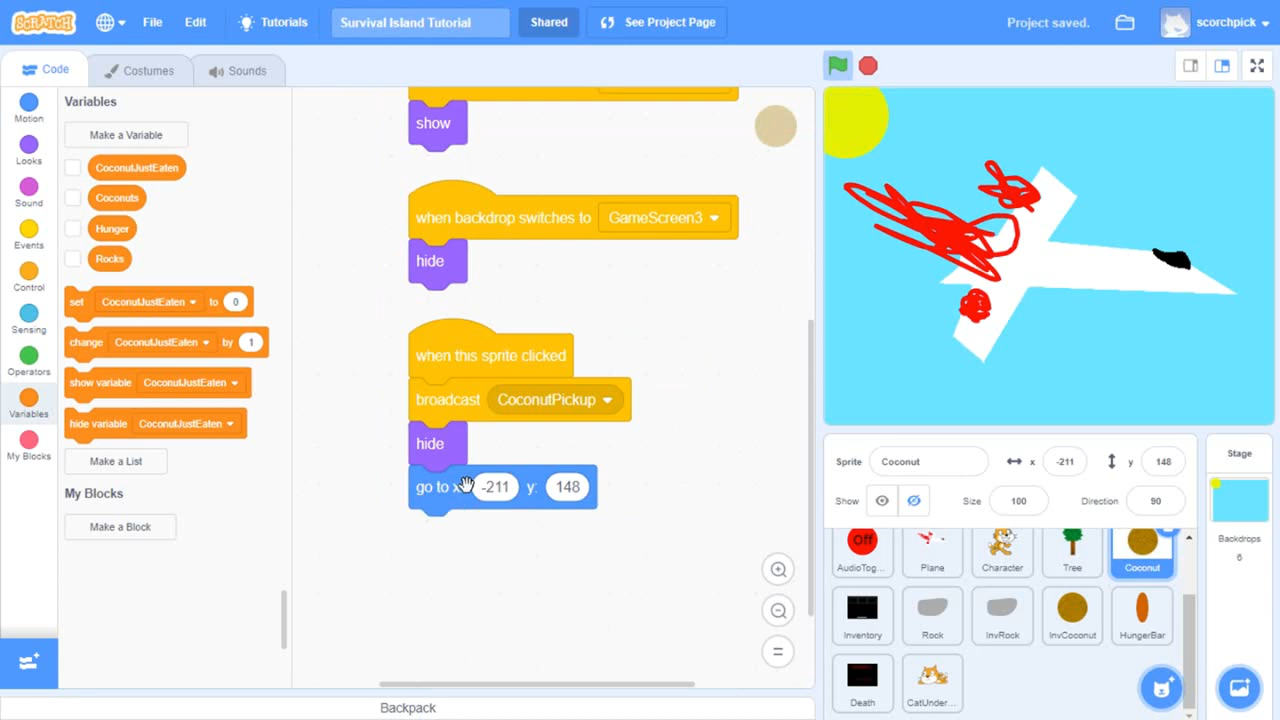 SCRATCH
File
Edit
Tutorials
Survival Island Tutorial
Shared
See Project Page
Project saved.
scorchpick
Code
Costumes
Sounds
Motion
Looks
Sound
Events
Control
Sensing
Operators
Variables
My Blocks
Variables
Make a Variable
CoconutJustEaten
Coconuts
Hunger
Rocks
set CoconutJustEaten to 0
change CoconutJustEaten by 1
show variable CoconutJustEaten
hide variable CoconutJustEaten
Make a List
My Blocks
Make a Block
show
when backdrop switches to GameScreen3
hide
when this sprite clicked
broadcast CoconutPickup
hide
go to x: -211 y: 148
Backpack
Sprite Coconut x -211 y 148
Show Size 100 Direction 90
Stage
Backdrops
6
Off
AudioTog... Plane Character Tree Coconut
Inventory Rock InvRock InvCoconut HungerBar
Death CatUnder...